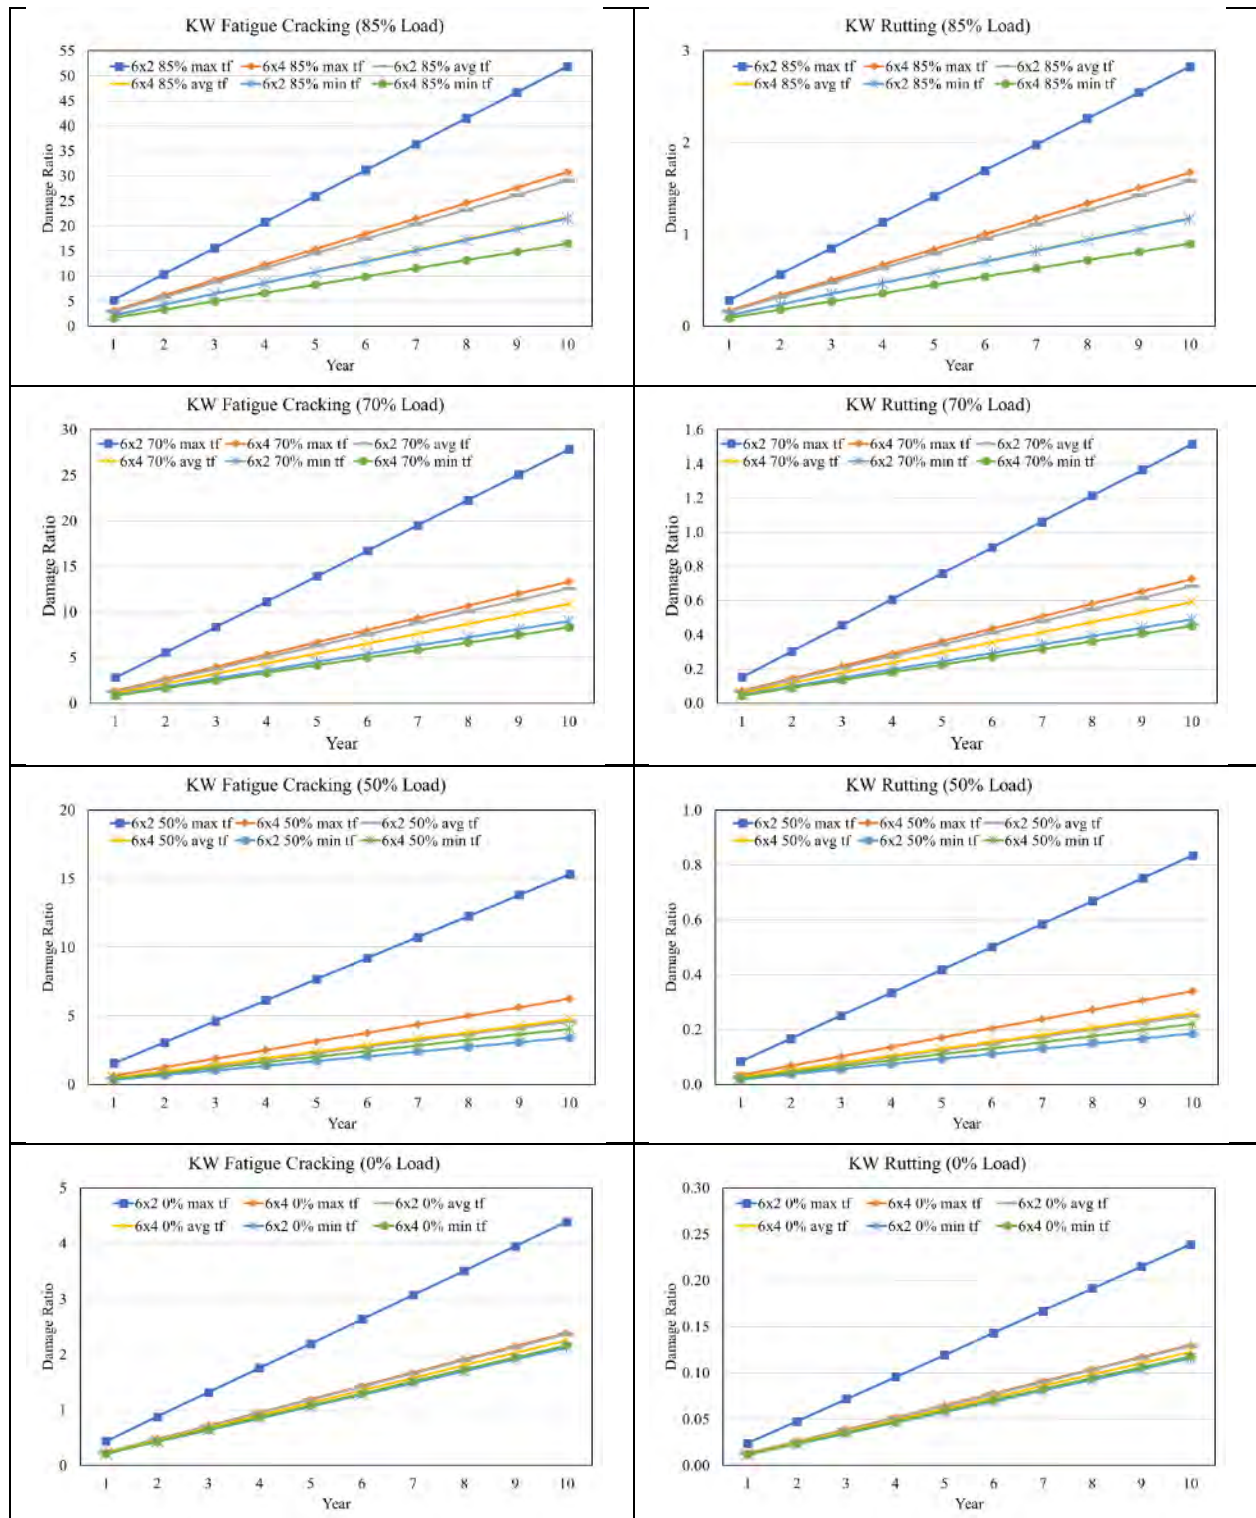 KW Fatigue Cracking (85% Load)
6x2 85% max tf 6x4 85% max tf 6x2 85% avg tf
6x4 85% avg tf 6x2 85% min tf 6x4 85% min tf
Damage Ratio
55
50
45
40
35
30
25
20
15
10
5
0
1 2 3 4 5 6 7 8 9 10
Year
KW Rutting (85% Load)
6x2 85% max tf 6x4 85% max tf 6x2 85% avg tf
6x4 85% avg tf 6x2 85% min tf 6x4 85% min tf
Damage Ratio
3
2
1
0
1 2 3 4 5 6 7 8 9 10
Year
KW Fatigue Cracking (70% Load)
6x2 70% max tf 6x4 70% max tf 6x2 70% avg tf
6x4 70% avg tf 6x2 70% min tf 6x4 70% min tf
Damage Ratio
30
25
20
15
10
5
0
1 2 3 4 5 6 7 8 9 10
Year
KW Rutting (70% Load)
6x2 70% max tf 6x4 70% max tf 6x2 70% avg tf
6x4 70% avg tf 6x2 70% min tf 6x4 70% min tf
Damage Ratio
1.6
1.4
1.2
1.0
0.8
0.6
0.4
0.2
0.0
1 2 3 4 5 6 7 8 9 10
Year
KW Fatigue Cracking (50% Load)
6x2 50% max tf 6x4 50% max tf 6x2 50% avg tf
6x4 50% avg tf 6x2 50% min tf 6x4 50% min tf
Damage Ratio
20
15
10
5
0
1 2 3 4 5 6 7 8 9 10
Year
KW Rutting (50% Load)
6x2 50% max tf 6x4 50% max tf 6x2 50% avg tf
6x4 50% avg tf 6x2 50% min tf 6x4 50% min tf
Damage Ratio
1.0
0.8
0.6
0.4
0.2
0.0
1 2 3 4 5 6 7 8 9 10
Year
KW Fatigue Cracking (0% Load)
6x2 0% max tf 6x4 0% max tf 6x2 0% avg tf
6x4 0% avg tf 6x2 0% min tf 6x4 0% min tf
Damage Ratio
5
4
3
2
1
0
1 2 3 4 5 6 7 8 9 10
Year
KW Rutting (0% Load)
6x2 0% max tf 6x4 0% max tf 6x2 0% avg tf
6x4 0% avg tf 6x2 0% min tf 6x4 0% min tf
Damage Ratio
0.30
0.25
0.20
0.15
0.10
0.05
0.00
1 2 3 4 5 6 7 8 9 10
Year